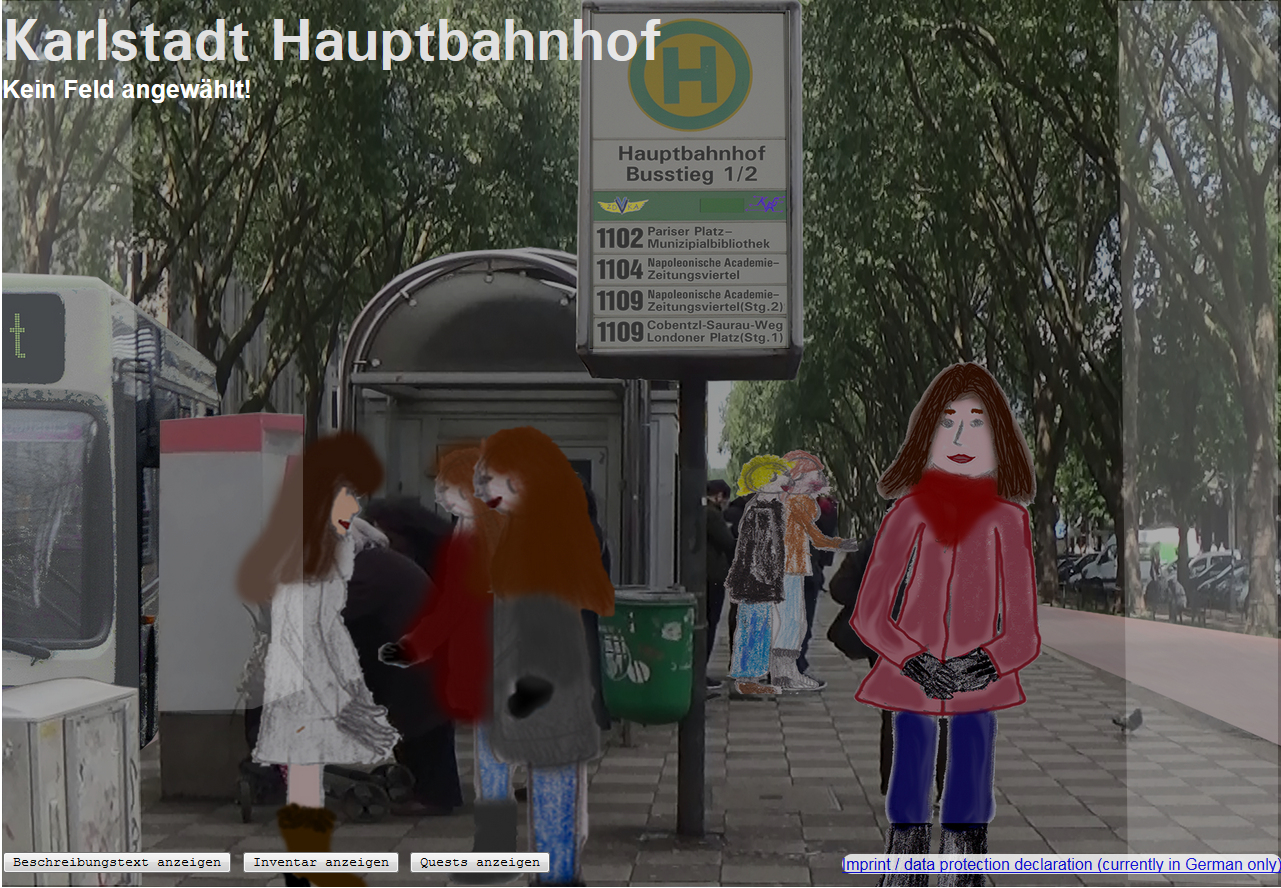 Karlstadt Hauptbahnhof
Kein Feld angewählt!
H
Hauptbahnhof
Busstieg 1/2
1102 Pariser Platz–
Munizipialbibliothek
1104 Napoleonische Academie–
Zeitungsviertel
1109 Napoleonische Academie–
Zeitungsviertel(Stg.2)
1109 Cobentzl-Saurau-Weg
Londoner Platz(Stg.1)
t
Beschreibungstext anzeigen
Inventar anzeigen
Quests anzeigen
Imprint / data protection declaration (currently in German only)